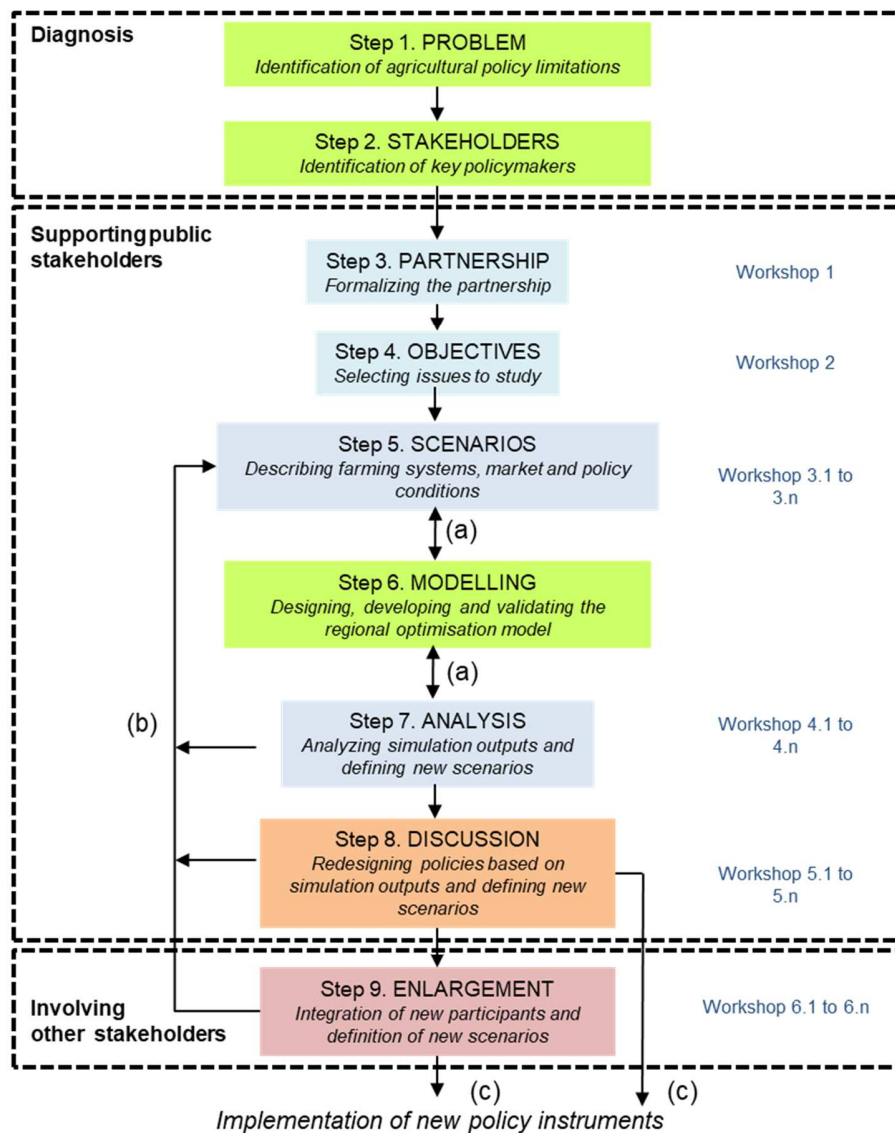 Diagnosis
Step 1. PROBLEM
Identification of agricultural policy limitations
Step 2. STAKEHOLDERS
Identification of key policymakers
Supporting public
stakeholders
Step 3. PARTNERSHIP
Formalizing the partnership
Workshop 1
Step 4. OBJECTIVES
Selecting issues to study
Workshop 2
Step 5. SCENARIOS
Describing farming systems, market and policy
conditions
Workshop 3.1 to
3.n
(a)
Step 6. MODELLING
Designing, developing and validating the
regional optimisation model
(a)
(b)
Step 7. ANALYSIS
Analyzing simulation outputs and
defining new scenarios
Workshop 4.1 to
4.n
Step 8. DISCUSSION
Redesigning policies based on
simulation outputs and defining new
scenarios
Workshop 5.1 to
5.n
Involving
other stakeholders
Step 9. ENLARGEMENT
Integration of new participants and
definition of new scenarios
Workshop 6.1 to 6.n
(c)
(c)
Implementation of new policy instruments